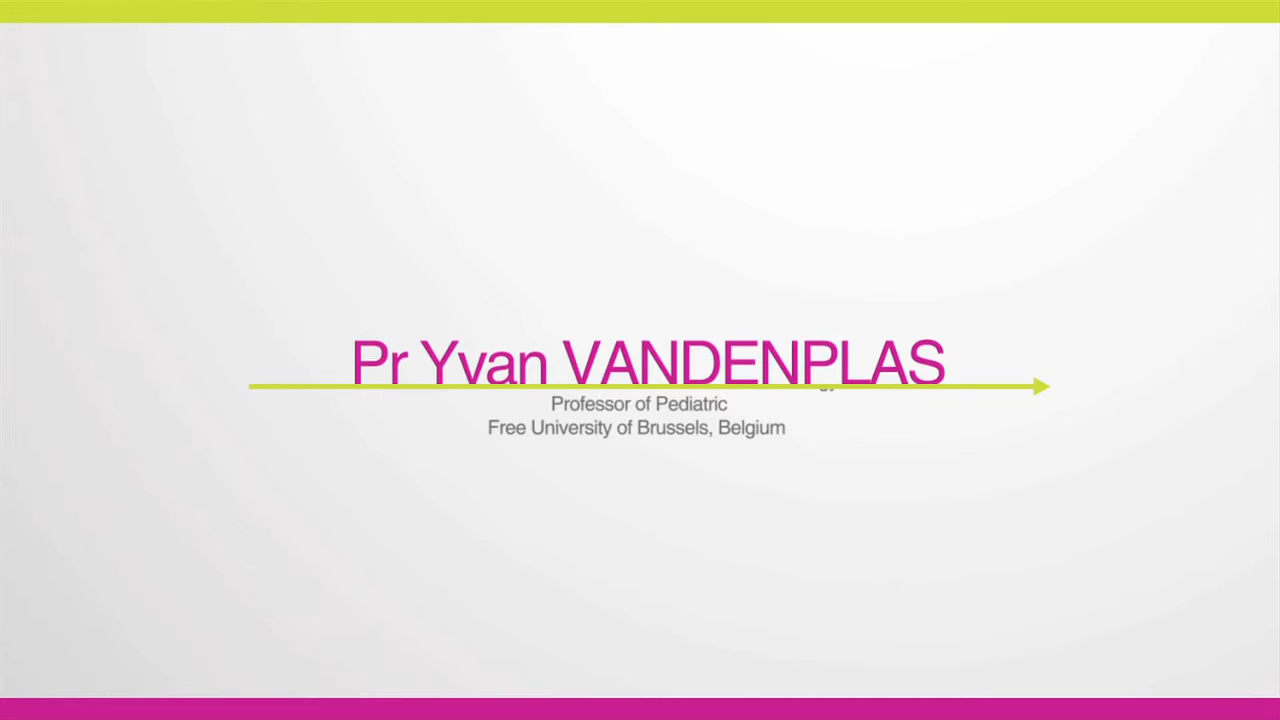 Pr Yvan VANDENPLAS
Professor of Pediatric
Free University of Brussels, Belgium